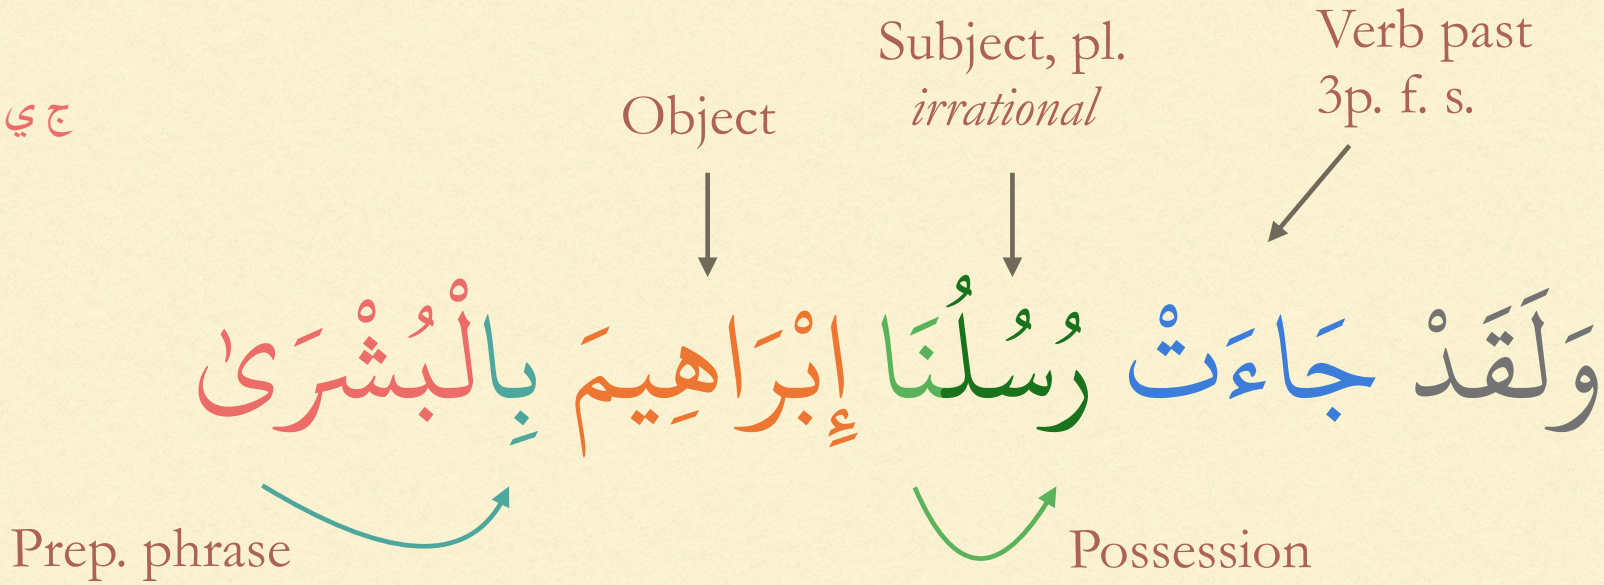 Verb past
3p. f. s.
Subject, pl.
irrational
Object
ج ي
وَلَقَدْ جَاءَتْ رُسُلُنَا إِبْرَاهِيمَ بِالْبُشْرَىٰ
Possession
Prep. phrase